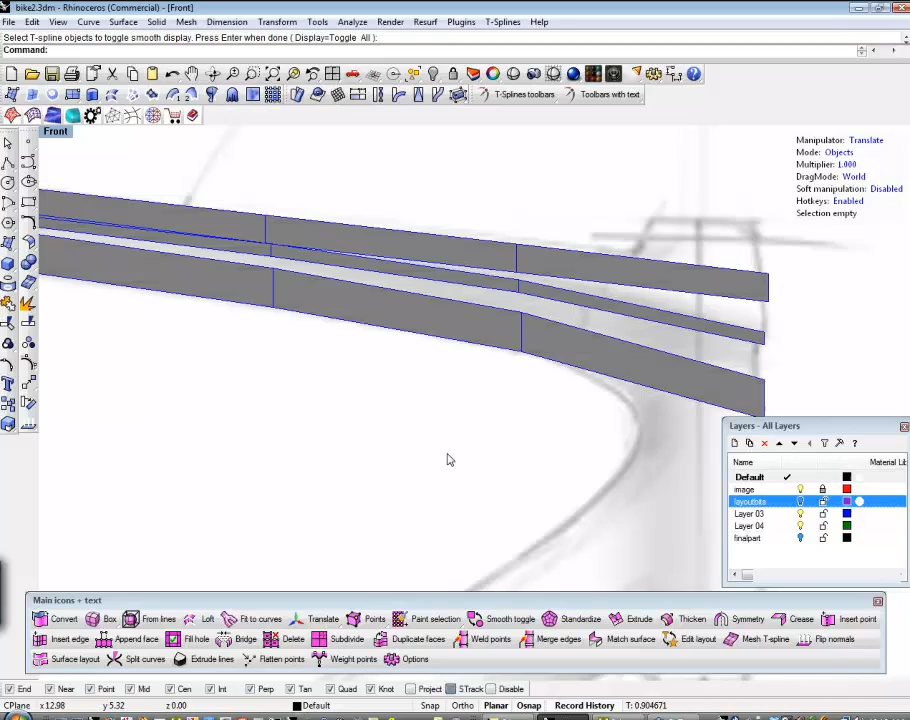 bike2.3dm - Rhinoceros (Commercial) - [Front]
File Edit View Curve Surface Solid Mesh Dimension Transform Tools Analyze Render Resurf Plugins T-Splines Help
Select T-spline objects to toggle smooth display. Press Enter when done ( Display=Toggle All ):
Command:
T-Splines toolbars Toolbars with text
Front
Manipulator: Translate
Mode: Objects
Multiplier: 1.000
DragMode: World
Soft manipulation: Disabled
Hotkeys: Enabled
Selection empty
Layers - All Layers
Name Material Lib
Default
image
layoutbits
Layer 03
Layer 04
finalpart
Main icons + text
Convert Box From lines Loft Fit to curves Translate Points Paint selection Smooth toggle Standardize Extrude Thicken Symmetry Crease Insert point
Insert edge Append face Fill hole Bridge Delete Subdivide Duplicate faces Weld points Merge edges Match surface Edit layout Mesh T-spline Flip normals
Surface layout Split curves Extrude lines Flatten points Weight points Options
End Near Point Mid Cen Int Perp Tan Quad Knot Project STrack Disable
CPlane x 12.98 y 5.32 z 0.00 Default Snap Ortho Planar Osnap Record History T: 0.904671